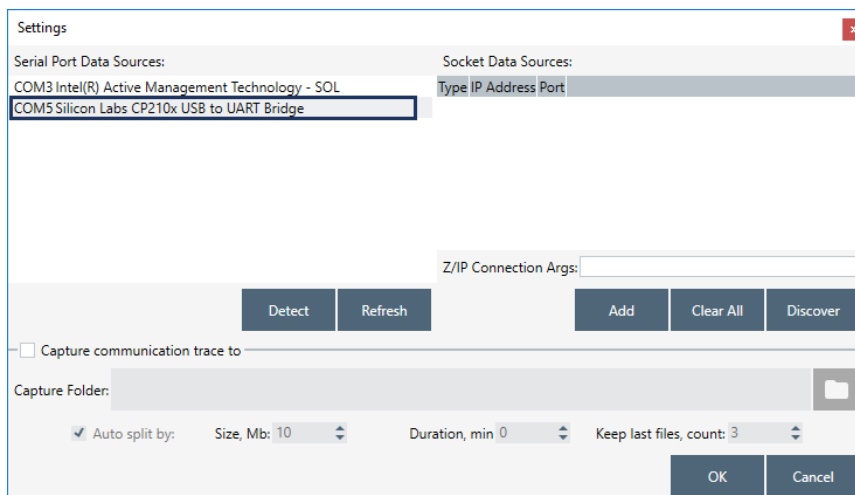 Settings
Serial Port Data Sources:
COM3 Intel(R) Active Management Technology - SOL
COM5 Silicon Labs CP210x USB to UART Bridge
Socket Data Sources:
Type IP Address Port
Z/IP Connection Args:
Detect Refresh
Add Clear All Discover
Capture communication trace to
Capture Folder:
Auto split by: Size, Mb: 10 Duration, min 0 Keep last files, count: 3
OK Cancel